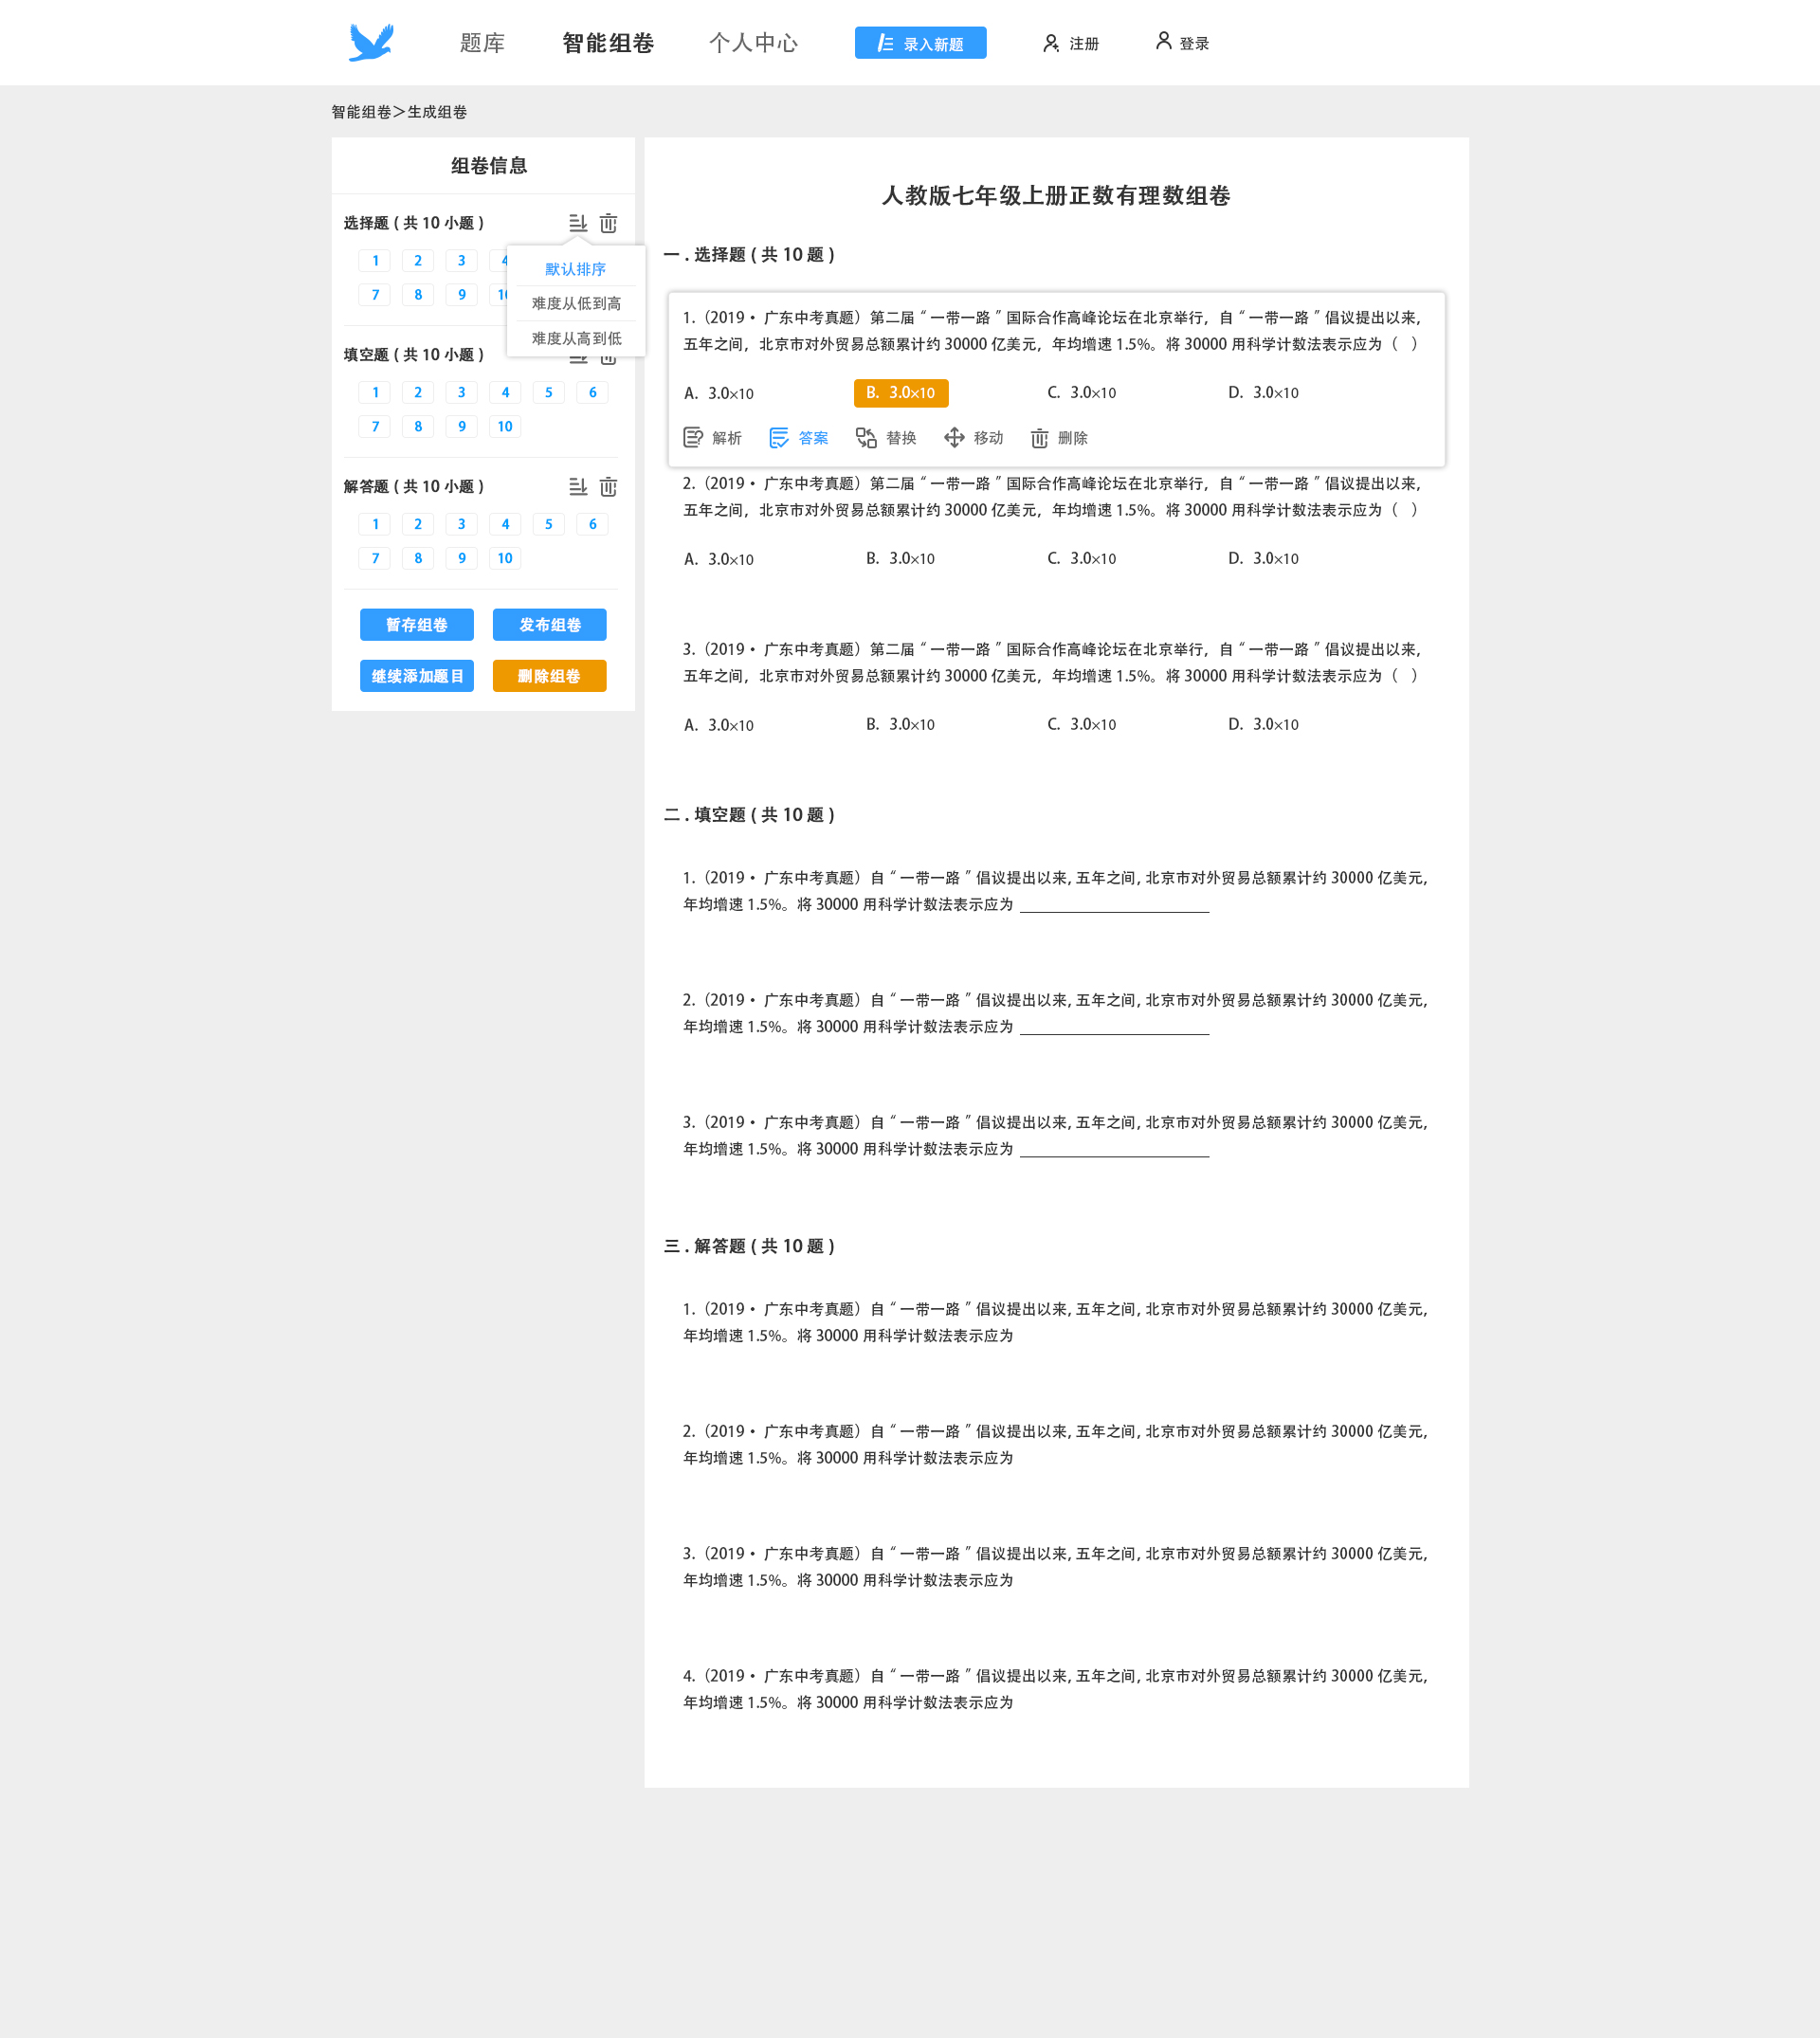 题库
智能组卷
个人中心
录入新题
注册
登录
智能组卷＞生成组卷
组卷信息
选择题 ( 共 10 小题 )
1 2 3
7 8 9
默认排序
难度从低到高
难度从高到低
填空题 ( 共 10 小题 )
1 2 3 4 5 6
7 8 9 10
解答题 ( 共 10 小题 )
1 2 3 4 5 6
7 8 9 10
暂存组卷 发布组卷
继续添加题目 删除组卷
人教版七年级上册正数有理数组卷
一 . 选择题 ( 共 10 题 )
1.（2019 • 广东中考真题）第二届 “ 一带一路 ” 国际合作高峰论坛在北京举行，自 “ 一带一路 ” 倡议提出以来，
五年之间，北京市对外贸易总额累计约 30000 亿美元，年均增速 1.5%。将 30000 用科学计数法表示应为（ ）
A. 3.0×10 B. 3.0×10 C. 3.0×10 D. 3.0×10
解析 答案 替换 移动 删除
2.（2019 • 广东中考真题）第二届 “ 一带一路 ” 国际合作高峰论坛在北京举行，自 “ 一带一路 ” 倡议提出以来，
五年之间，北京市对外贸易总额累计约 30000 亿美元，年均增速 1.5%。将 30000 用科学计数法表示应为（ ）
A. 3.0×10 B. 3.0×10 C. 3.0×10 D. 3.0×10
3.（2019 • 广东中考真题）第二届 “ 一带一路 ” 国际合作高峰论坛在北京举行，自 “ 一带一路 ” 倡议提出以来，
五年之间，北京市对外贸易总额累计约 30000 亿美元，年均增速 1.5%。将 30000 用科学计数法表示应为（ ）
A. 3.0×10 B. 3.0×10 C. 3.0×10 D. 3.0×10
二 . 填空题 ( 共 10 题 )
1.（2019 • 广东中考真题）自 “ 一带一路 ” 倡议提出以来, 五年之间, 北京市对外贸易总额累计约 30000 亿美元,
年均增速 1.5%。将 30000 用科学计数法表示应为 ____________________
2.（2019 • 广东中考真题）自 “ 一带一路 ” 倡议提出以来, 五年之间, 北京市对外贸易总额累计约 30000 亿美元,
年均增速 1.5%。将 30000 用科学计数法表示应为 ____________________
3.（2019 • 广东中考真题）自 “ 一带一路 ” 倡议提出以来, 五年之间, 北京市对外贸易总额累计约 30000 亿美元,
年均增速 1.5%。将 30000 用科学计数法表示应为 ____________________
三 . 解答题 ( 共 10 题 )
1.（2019 • 广东中考真题）自 “ 一带一路 ” 倡议提出以来, 五年之间, 北京市对外贸易总额累计约 30000 亿美元,
年均增速 1.5%。将 30000 用科学计数法表示应为
2.（2019 • 广东中考真题）自 “ 一带一路 ” 倡议提出以来, 五年之间, 北京市对外贸易总额累计约 30000 亿美元,
年均增速 1.5%。将 30000 用科学计数法表示应为
3.（2019 • 广东中考真题）自 “ 一带一路 ” 倡议提出以来, 五年之间, 北京市对外贸易总额累计约 30000 亿美元,
年均增速 1.5%。将 30000 用科学计数法表示应为
4.（2019 • 广东中考真题）自 “ 一带一路 ” 倡议提出以来, 五年之间, 北京市对外贸易总额累计约 30000 亿美元,
年均增速 1.5%。将 30000 用科学计数法表示应为